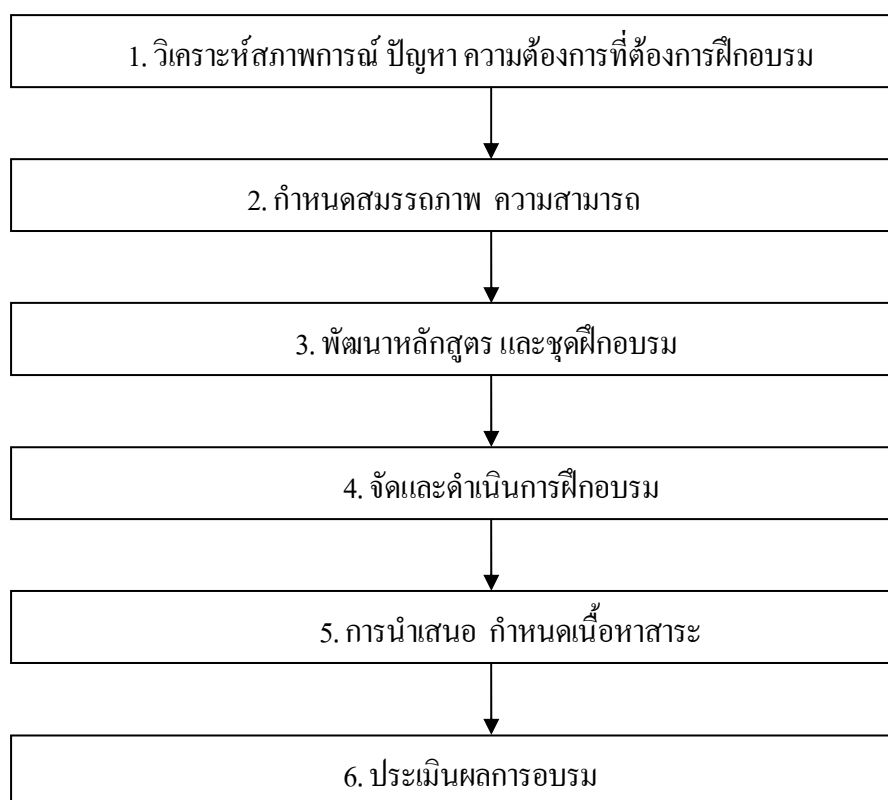 1. วิเคราะห์สภาพการณ์ ปัญหา ความต้องการที่ต้องการฝึกอบรม
2. กำหนดสมรรถภาพ ความสามารถ
3. พัฒนาหลักสูตร และชุดฝึกอบรม
4. จัดและดำเนินการฝึกอบรม
5. การนำเสนอ กำหนดเนื้อหาสาระ
6. ประเมินผลการอบรม